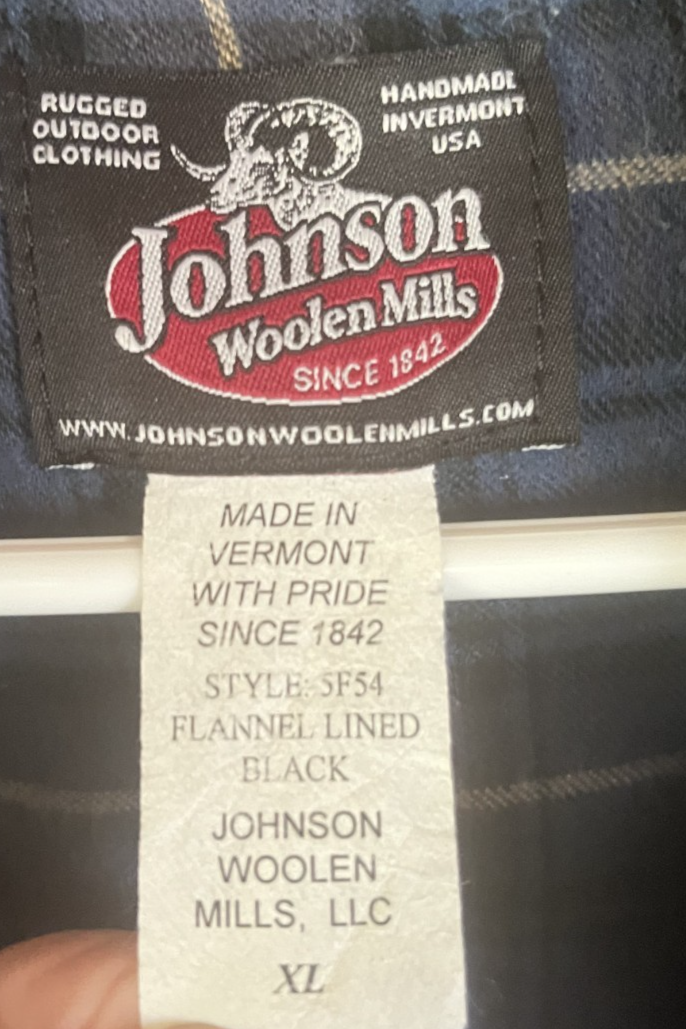 RUGGED
OUTDOOR
CLOTHING
HANDMADE
IN VERMONT
USA
Johnson
Woolen Mills
SINCE 1842
WWW.JOHNSONWOOLENMILLS.COM
MADE IN
VERMONT
WITH PRIDE
SINCE 1842
STYLE: 5F54
FLANNEL LINED
BLACK
JOHNSON
WOOLEN
MILLS, LLC
XL